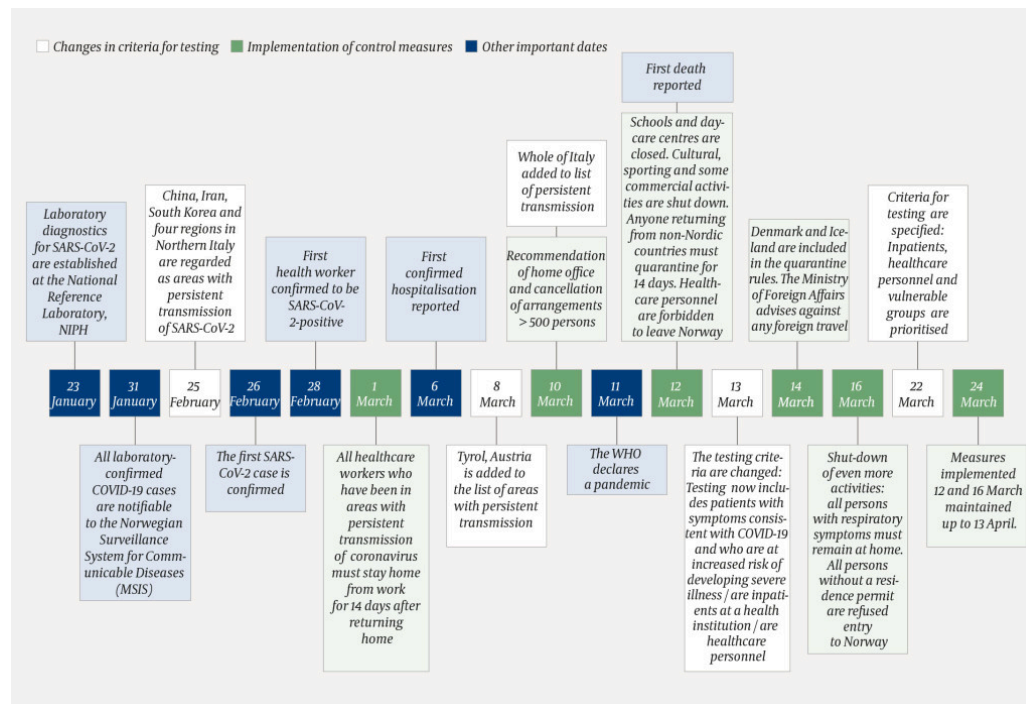 Changes in criteria for testing
Implementation of control measures
Other important dates
Laboratory
diagnostics
for SARS-CoV-2
are established
at the National
Reference
Laboratory,
NIPH
China, Iran,
South Korea and
four regions in
Northern Italy
are regarded
as areas with
persistent
transmission
of SARS-CoV-2
First
health worker
confirmed to be
SARS-CoV-
2-positive
First
confirmed
hospitalisation
reported
Whole of Italy
added to list
of persistent
transmission
Recommendation
of home office
and cancellation
of arrangements
> 500 persons
First death
reported
Schools and day-
care centres are
closed. Cultural,
sporting and some
commercial activi-
ties are shut down.
Anyone returning
from non-Nordic
countries must
quarantine for
14 days. Health-
care personnel
are forbidden
to leave Norway
Denmark and Ice-
land are included
in the quarantine
rules. The Ministry
of Foreign Affairs
advises against
any foreign travel
Criteria for
testing are
specified:
Inpatients,
healthcare
personnel and
vulnerable
groups are
prioritised
23
January
31
January
25
February
26
February
28
February
1
March
6
March
8
March
10
March
11
March
12
March
13
March
14
March
16
March
22
March
24
March
All laboratory-
confirmed
COVID-19 cases
are notifiable
to the Norwegian
Surveillance
System for Comm-
unicable Diseases
(MSIS)
The first SARS-
CoV-2 case is
confirmed
All healthcare
workers who
have been in
areas with
persistent
transmission
of coronavirus
must stay home
from work
for 14 days after
returning
home
Tyrol, Austria
is added to
the list of areas
with persistent
transmission
The WHO
declares
a pandemic
The testing crite-
ria are changed:
Testing now inclu-
des patients with
symptoms consis-
tent with COVID-19
and who are at
increased risk of
developing severe
illness / are inpati-
ents at a health
institution / are
healthcare
personnel
Shut-down
of even more
activities:
all persons
with respiratory
symptoms must
remain at home.
All persons
without a resi-
dence permit
are refused
entry
to Norway
Measures
implemented
12 and 16 March
maintained
up to 13 April.